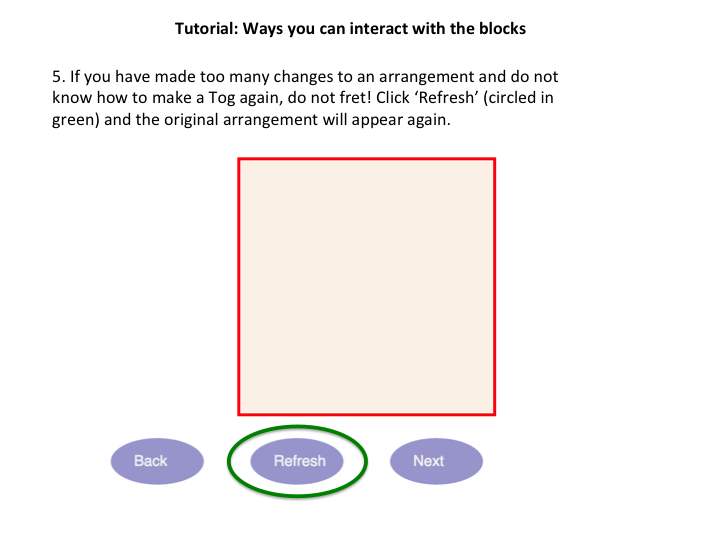 Tutorial: Ways you can interact with the blocks
5. If you have made too many changes to an arrangement and do not
know how to make a Tog again, do not fret! Click ‘Refresh’ (circled in
green) and the original arrangement will appear again.
Back Refresh Next